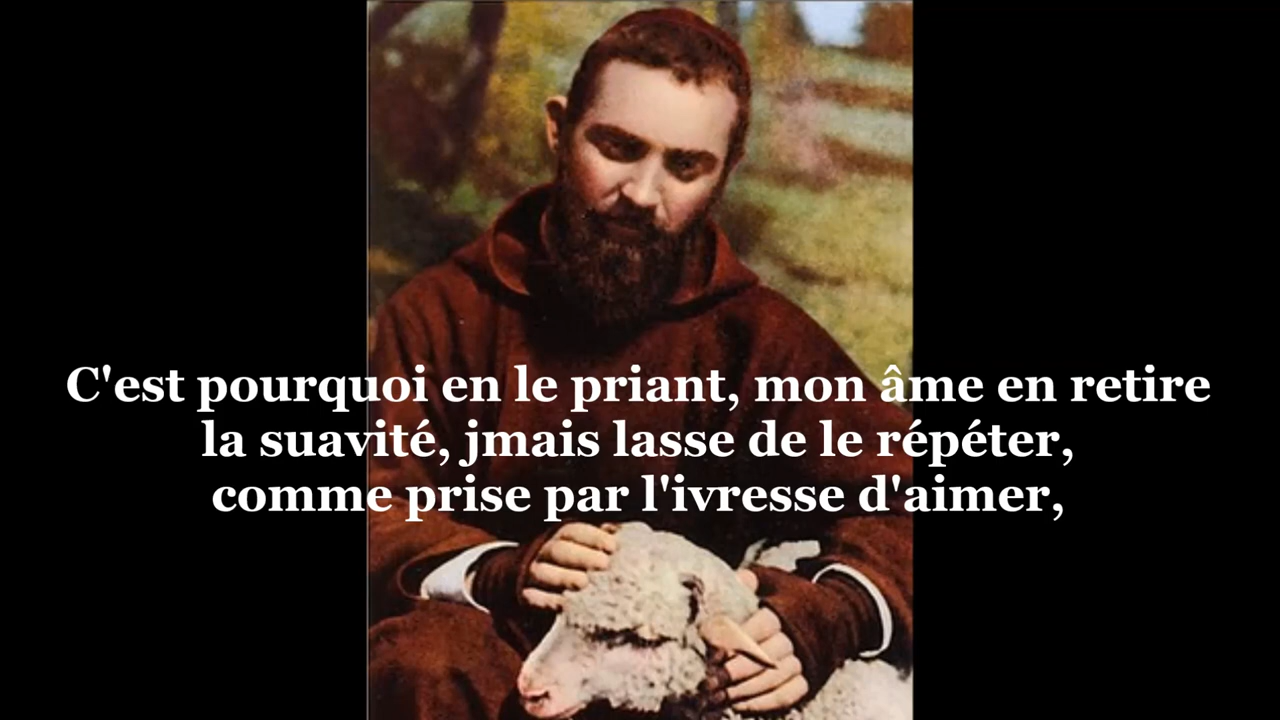 C'est pourquoi en le priant, mon âme en retire
la suavité, jmais lasse de le répéter,
comme prise par l'ivresse d'aimer,